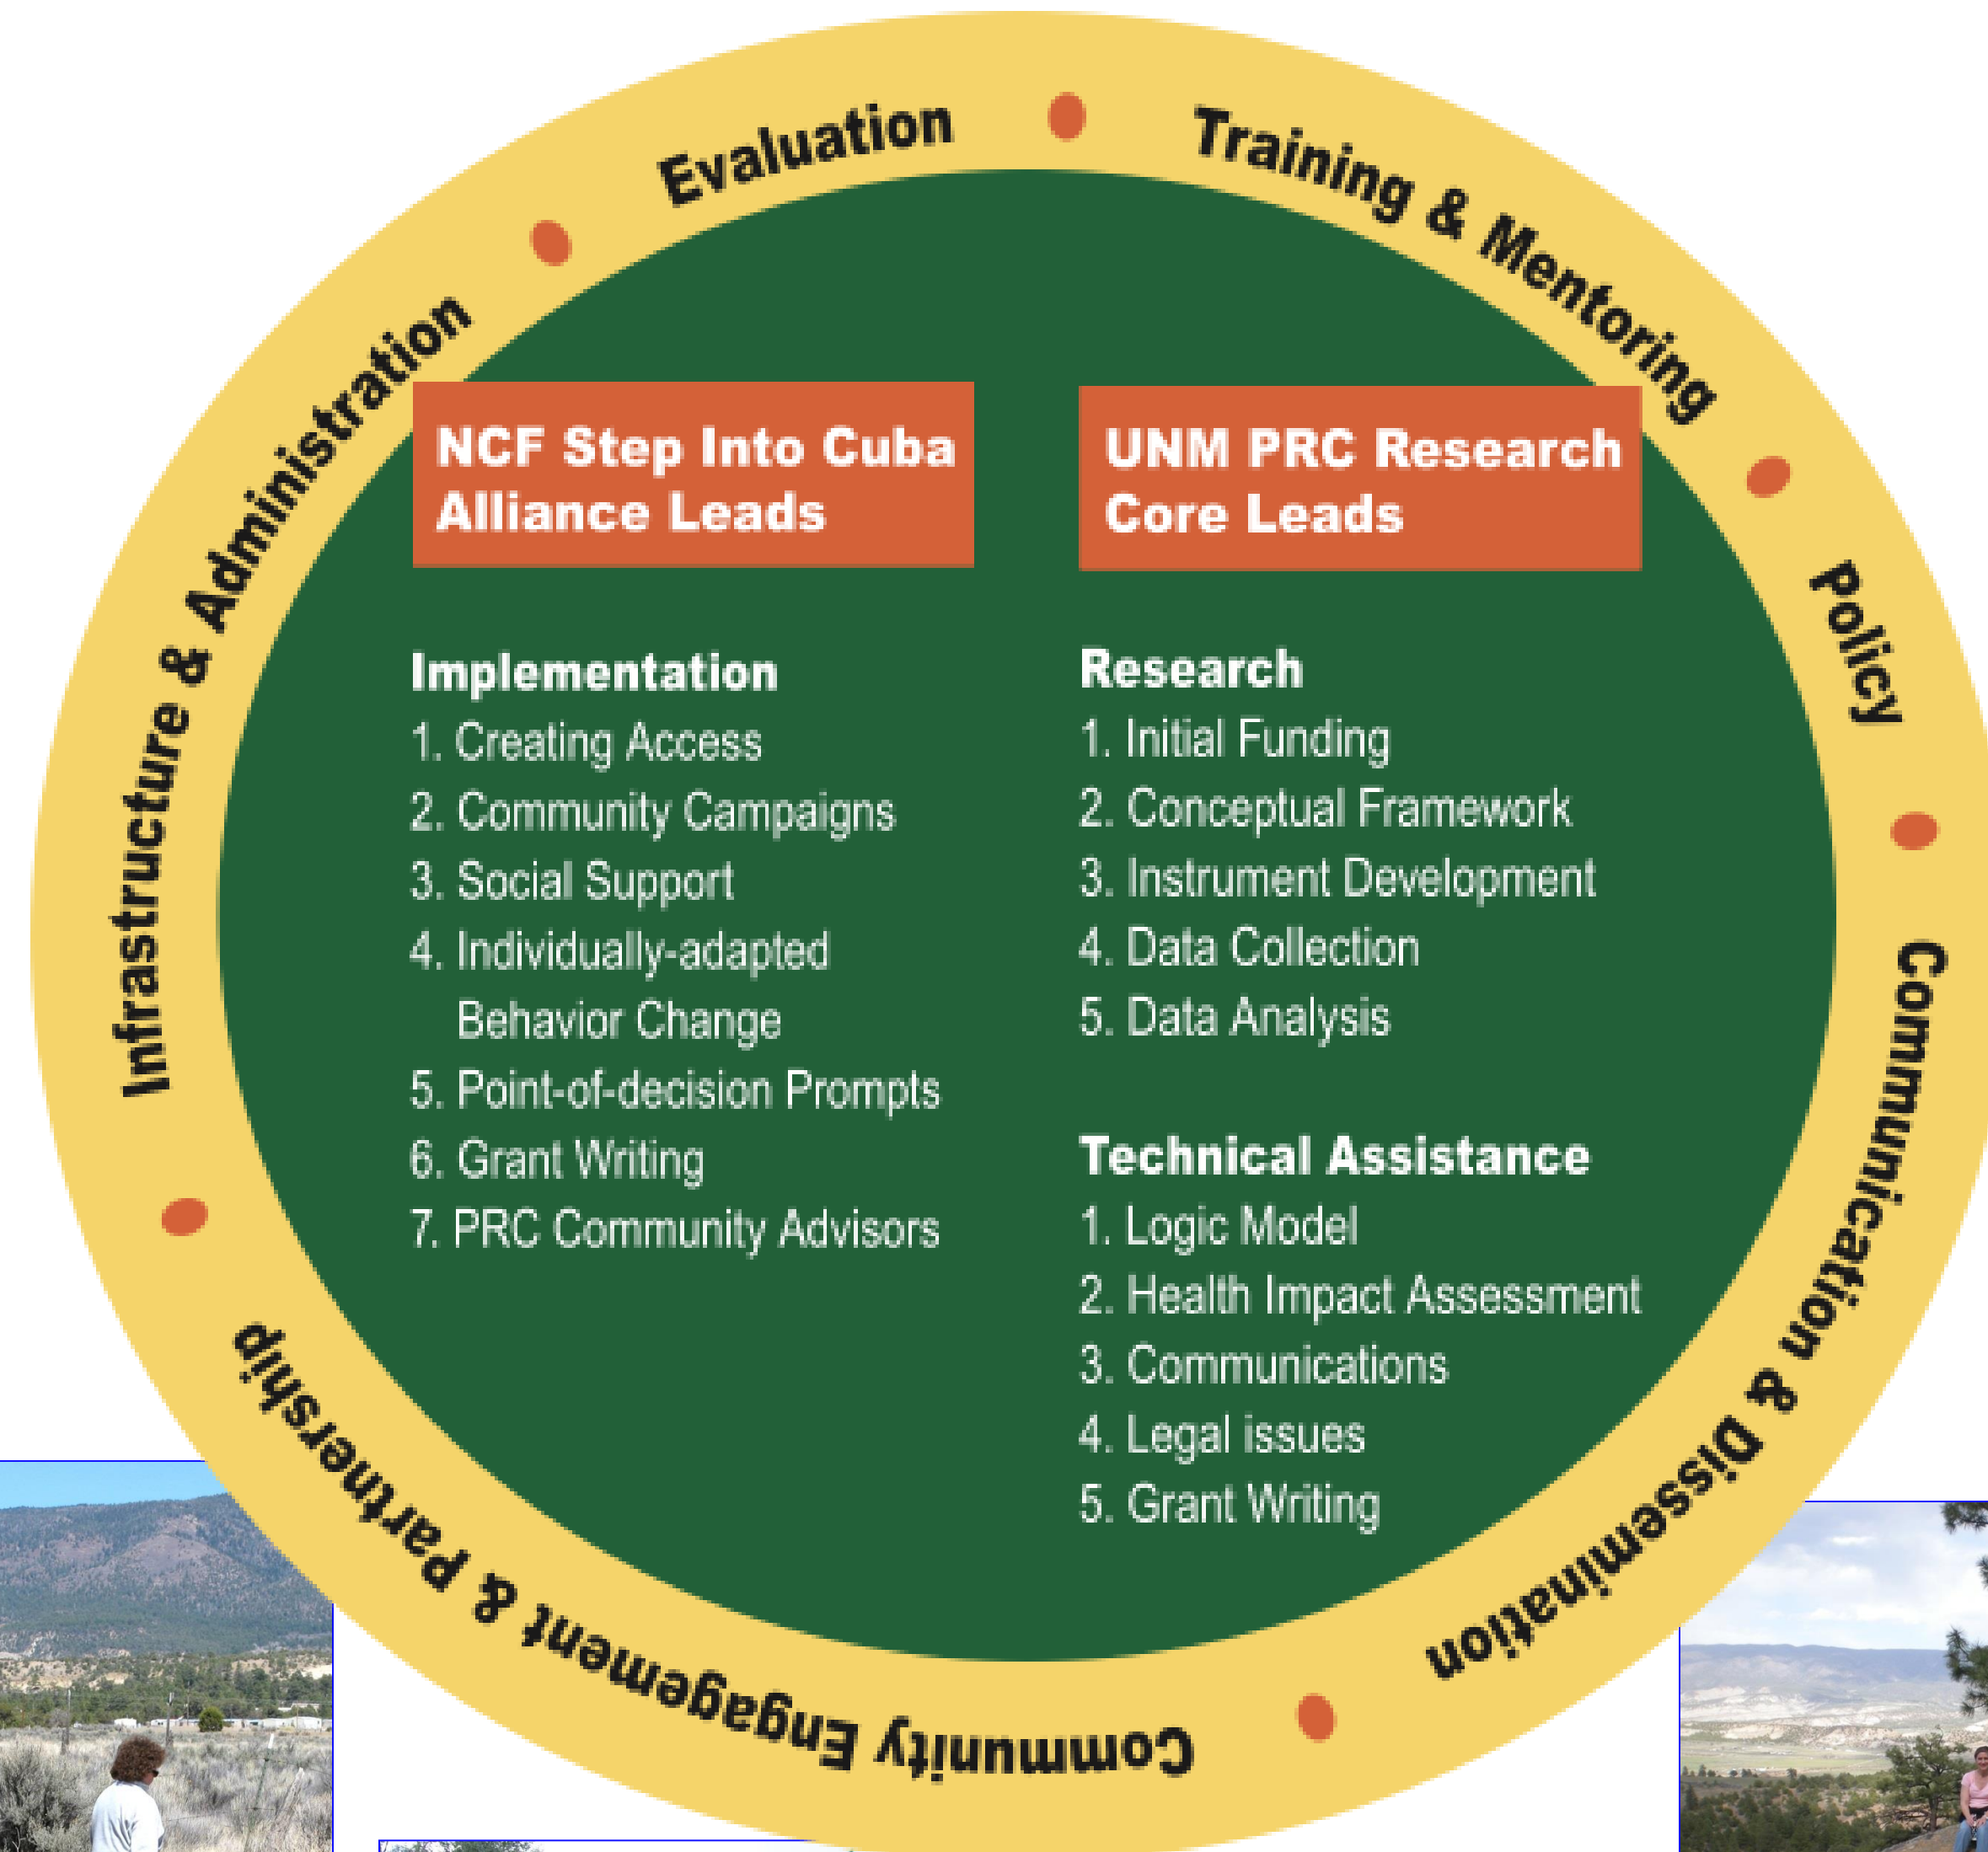 Evaluation
Training & Mentoring
Policy
Communication & Dissemination
Community Engagement & Partnership
Infrastructure & Administration
NCF Step Into Cuba
Alliance Leads
Implementation
1. Creating Access
2. Community Campaigns
3. Social Support
4. Individually-adapted
Behavior Change
5. Point-of-decision Prompts
6. Grant Writing
7. PRC Community Advisors
UNM PRC Research
Core Leads
Research
1. Initial Funding
2. Conceptual Framework
3. Instrument Development
4. Data Collection
5. Data Analysis
Technical Assistance
1. Logic Model
2. Health Impact Assessment
3. Communications
4. Legal issues
5. Grant Writing